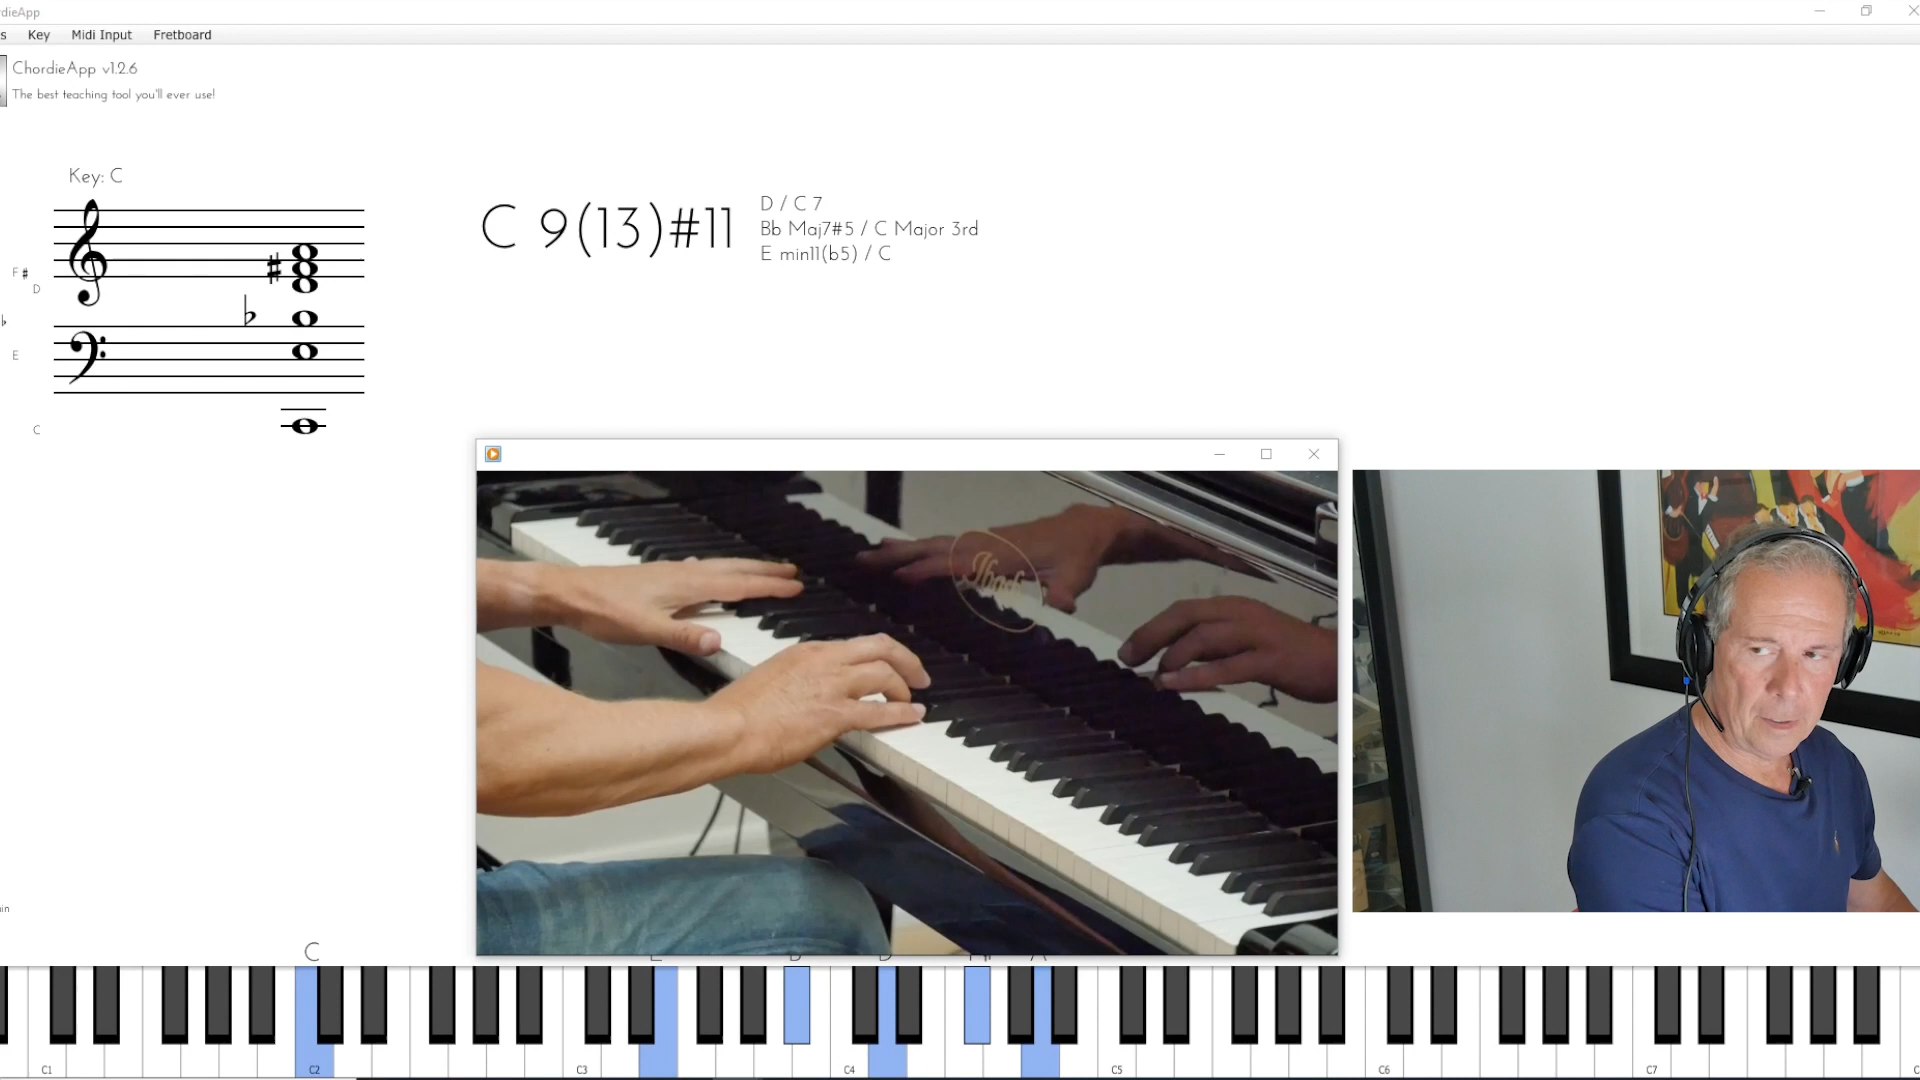 rdieApp
s Key Midi Input Fretboard
ChordieApp v1.2.6
The best teaching tool you'll ever use!
Key: C
C 9(13)#11
D / C 7
Bb Maj7#5 / C Major 3rd
E min11(b5) / C
F#
D
♭
E
C
C
C1 C2 C3 C4 C5 C6 C7